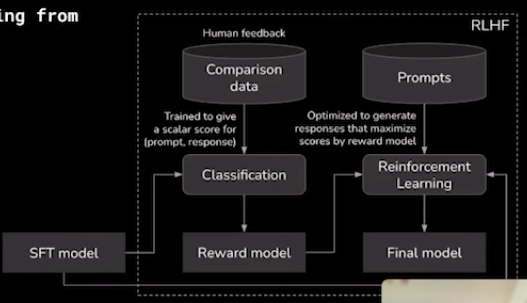 ing from
RLHF
Human feedback
Comparison
data
Prompts
Trained to give
a scalar score for
(prompt, response)
Optimized to generate
responses that maximize
scores by reward model
Classification
Reinforcement
Learning
SFT model
Reward model
Final model